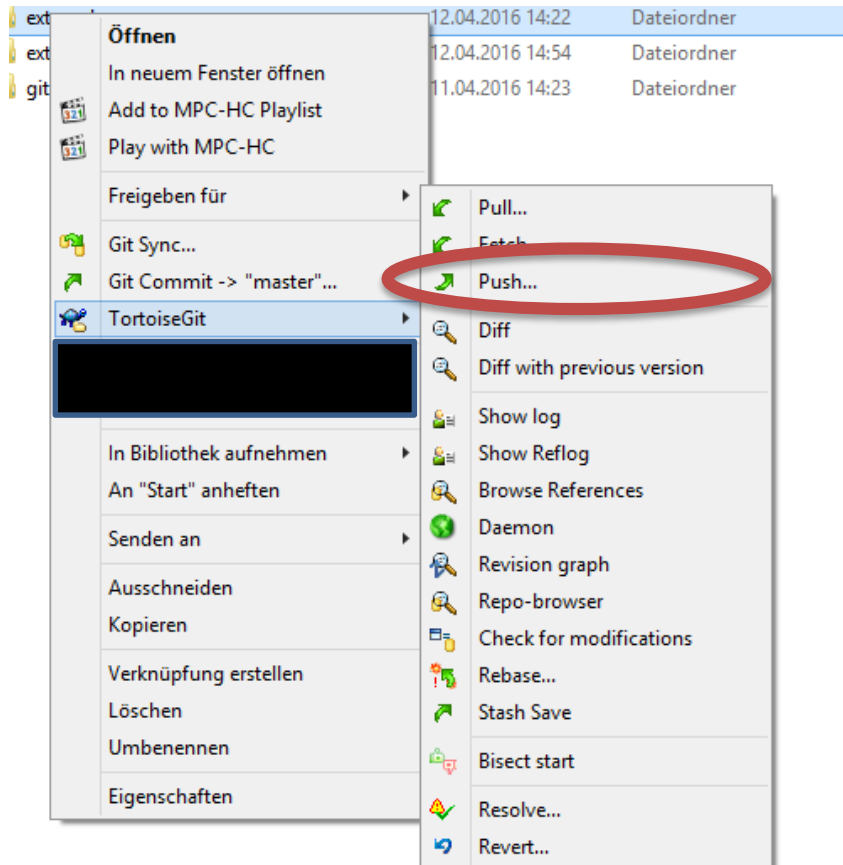 ext 12.04.2016 14:22 Dateiordner
ext 12.04.2016 14:54 Dateiordner
git 11.04.2016 14:23 Dateiordner
Öffnen
In neuem Fenster öffnen
Add to MPC-HC Playlist
Play with MPC-HC
Freigeben für
Git Sync...
Git Commit -> "master"...
TortoiseGit
In Bibliothek aufnehmen
An "Start" anheften
Senden an
Ausschneiden
Kopieren
Verknüpfung erstellen
Löschen
Umbenennen
Eigenschaften
Pull...
Fetch
Push...
Diff
Diff with previous version
Show log
Show Reflog
Browse References
Daemon
Revision graph
Repo-browser
Check for modifications
Rebase...
Stash Save
Bisect start
Resolve...
Revert...